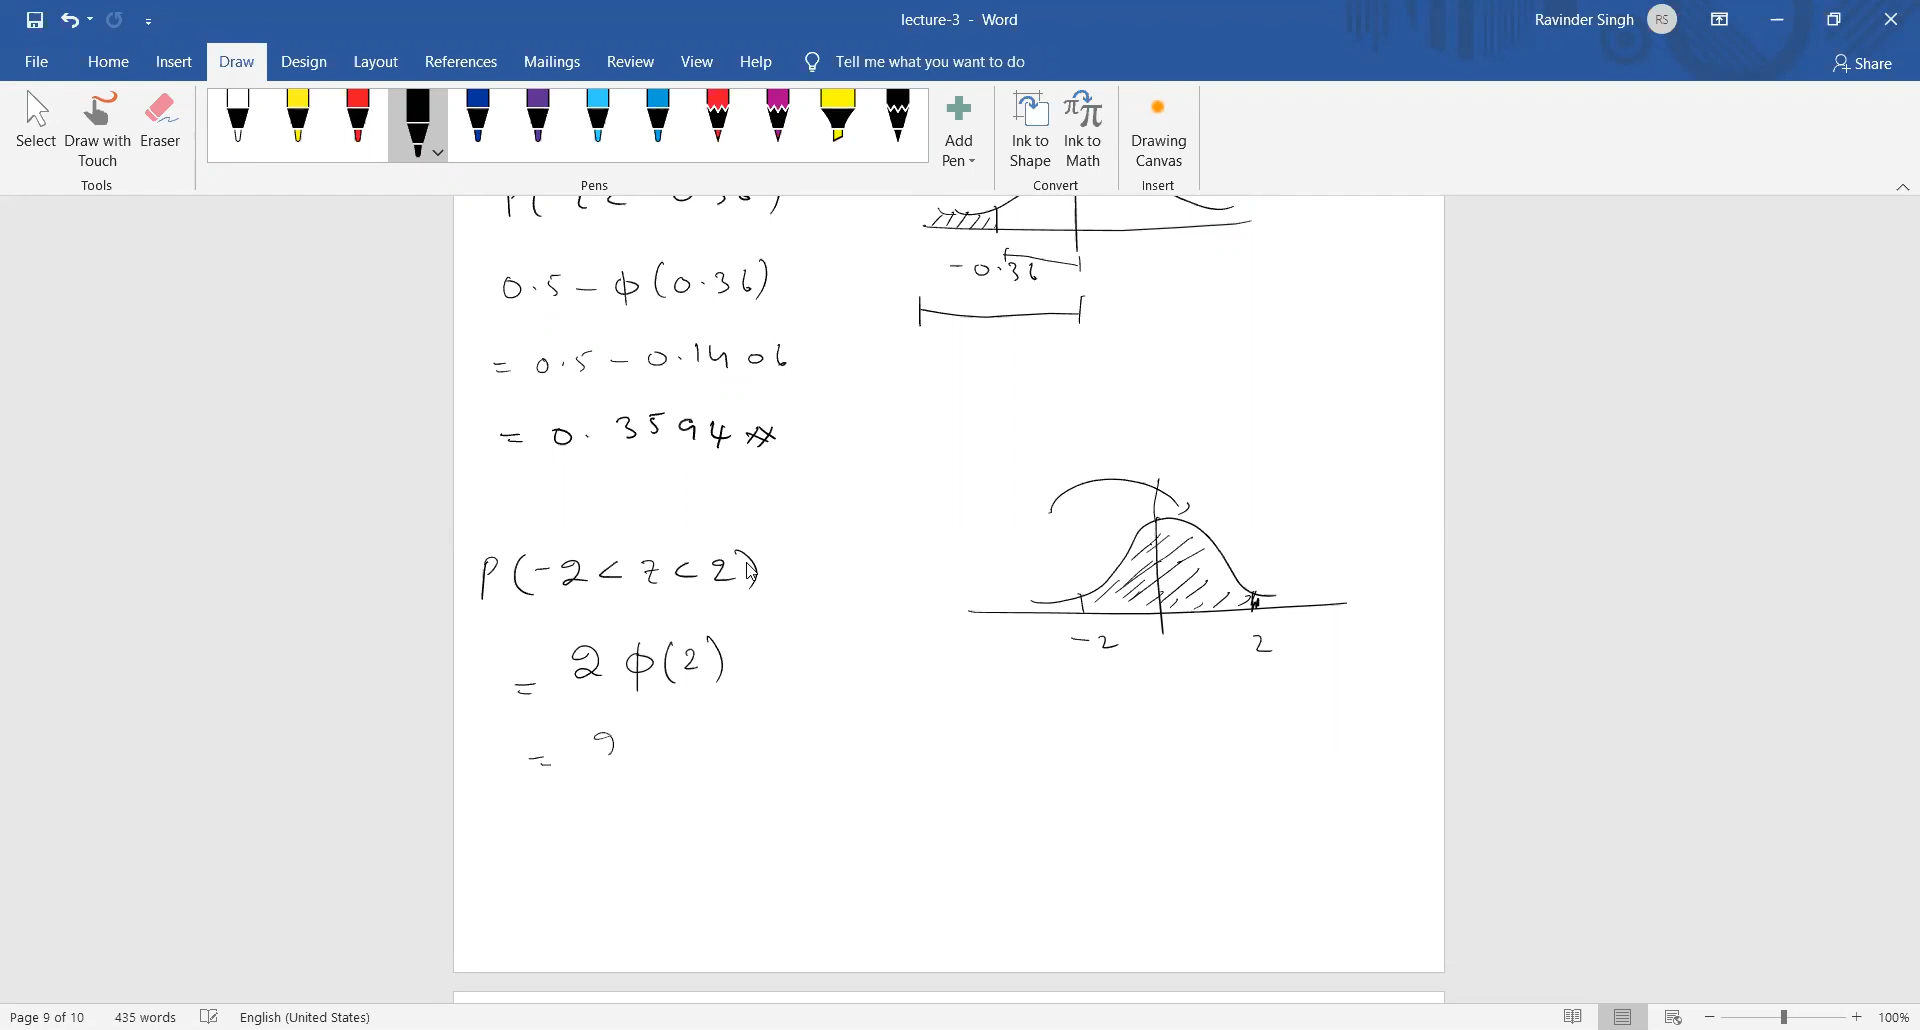 lecture-3 - Word
Ravinder Singh
RS
File Home Insert Draw Design Layout References Mailings Review View Help Tell me what you want to do
Share
Select
Draw with Touch
Eraser
Tools
Pens
Add Pen
Ink to Shape
Ink to Math
Convert
Drawing Canvas
Insert
-0.36
0.5 - φ(0.36)
= 0.5 - 0.1406
= 0.3594
P(-2 < z < 2)
-2
2
= 2 φ(2)
=
Page 9 of 10 435 words English (United States) 100%